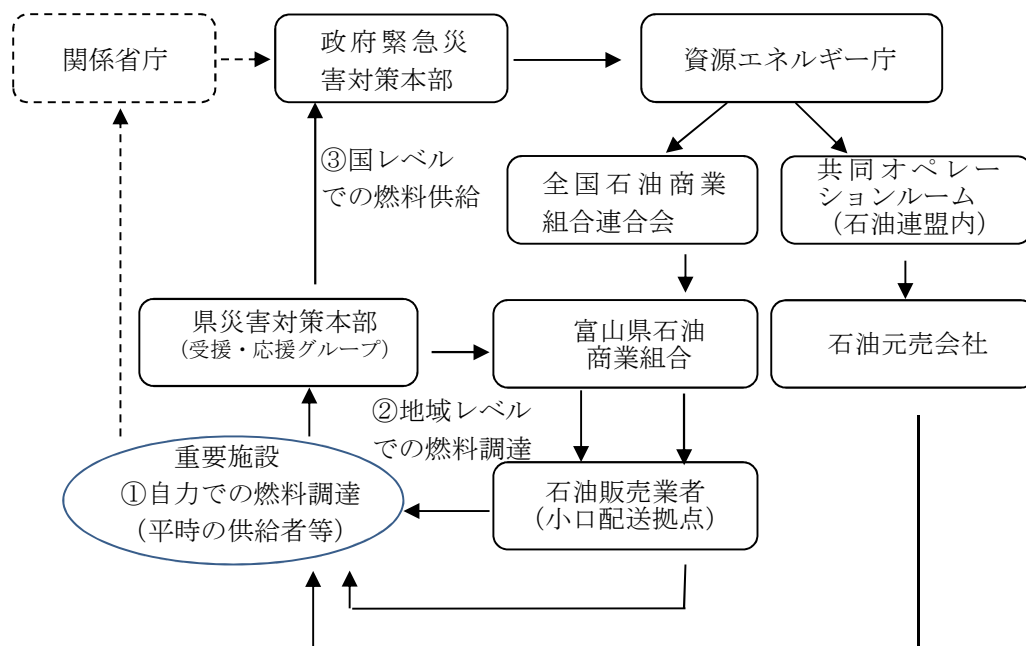 関係省庁
政府緊急災
害対策本部
資源エネルギー庁
③国レベル
での燃料供給
全国石油商業
組合連合会
共同オペレー
ションルーム
（石油連盟内）
県災害対策本部
（受援・応援グループ）
富山県石油
商業組合
石油元売会社
②地域レベル
での燃料調達
重要施設
①自力での燃料調達
（平時の供給者等）
石油販売業者
（小口配送拠点）